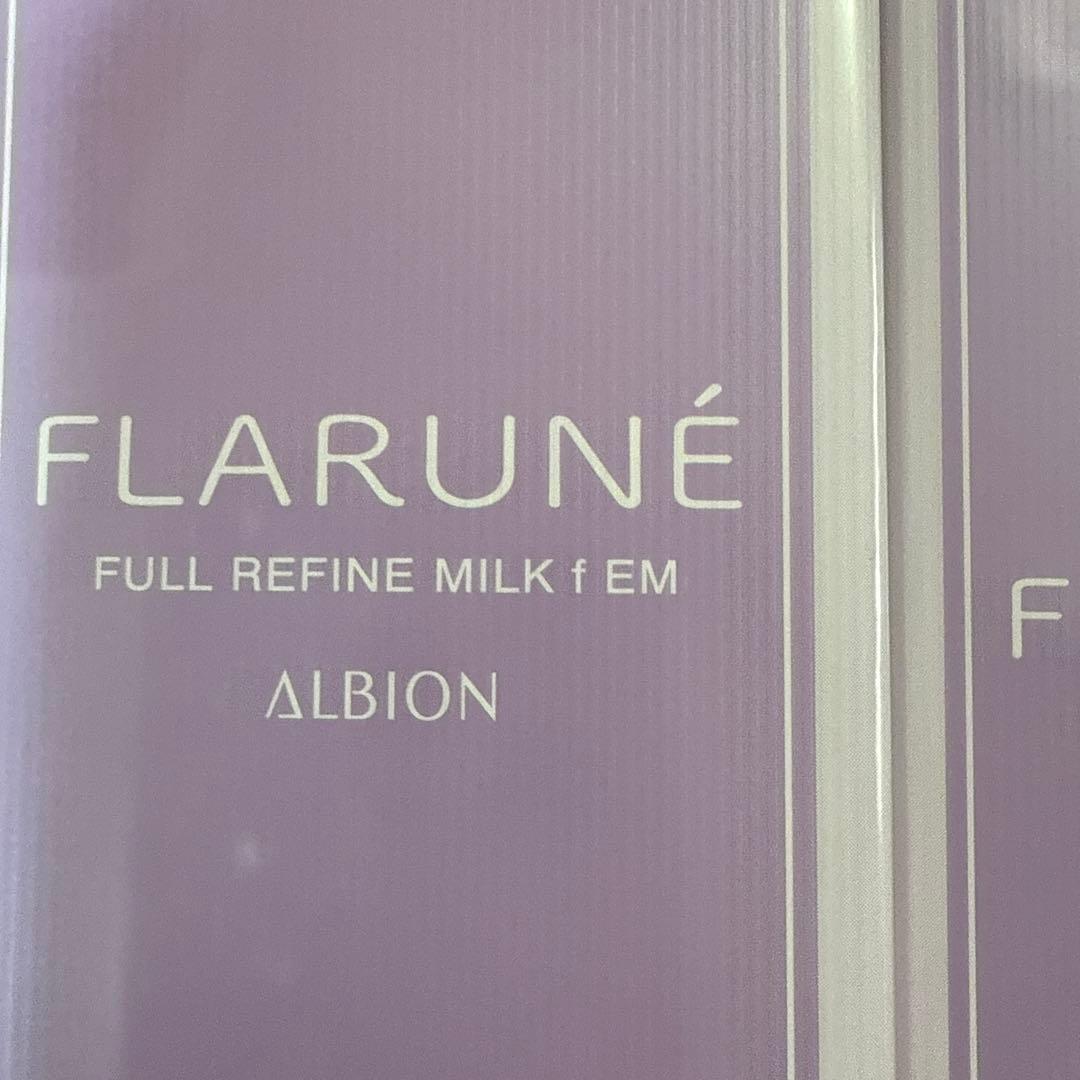 FLARUNÉ
FULL REFINE MILK f EM
ALBION
F